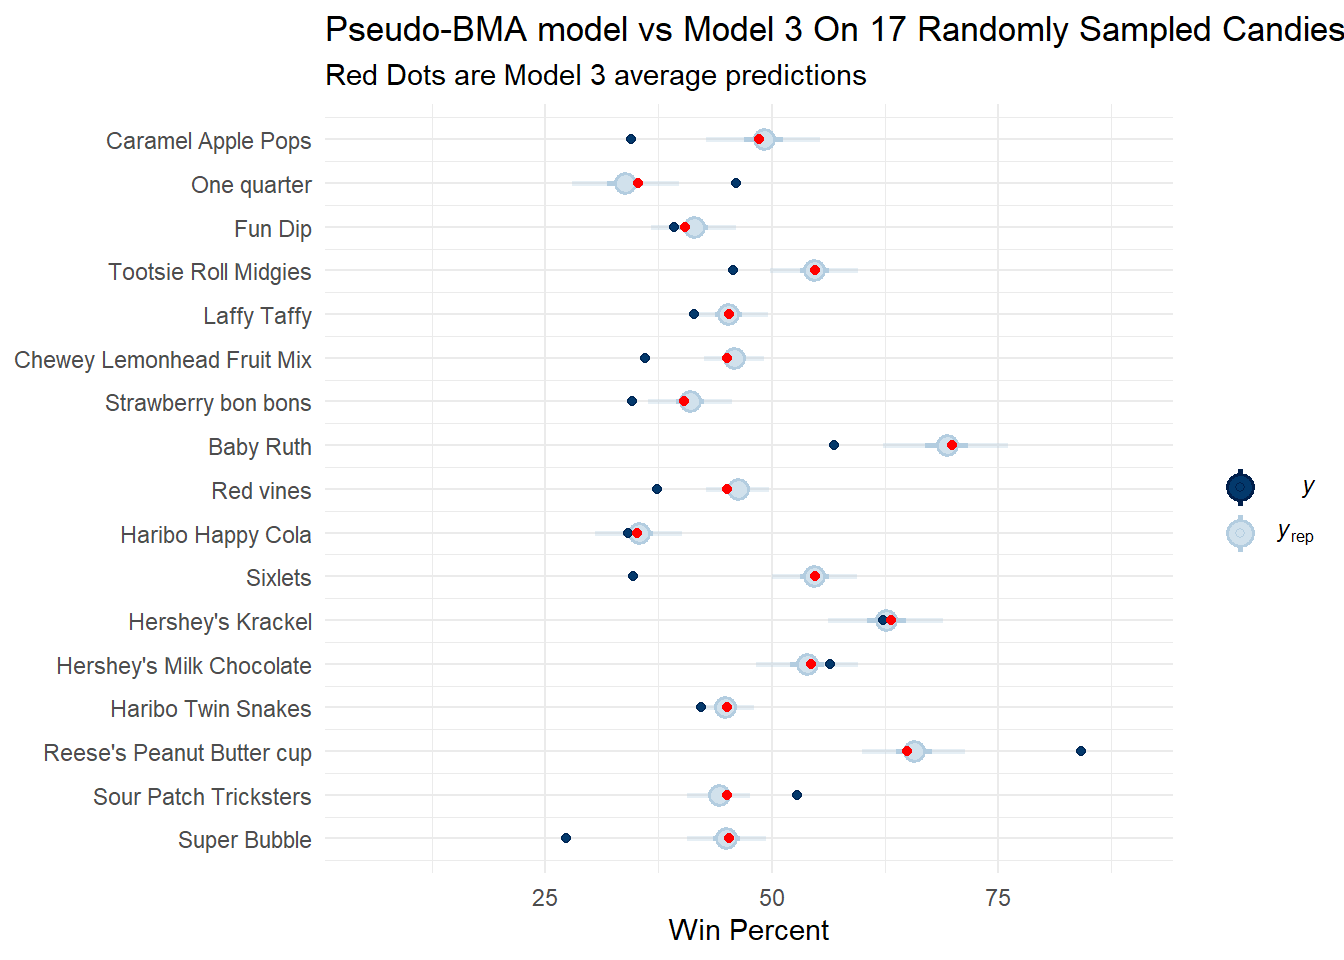 Pseudo-BMA model vs Model 3 On 17 Randomly Sampled Candies
Red Dots are Model 3 average predictions
Caramel Apple Pops
One quarter
Fun Dip
Tootsie Roll Midgies
Laffy Taffy
Chewey Lemonhead Fruit Mix
Strawberry bon bons
Baby Ruth
Red vines
Haribo Happy Cola
Sixlets
Hershey's Krackel
Hershey's Milk Chocolate
Haribo Twin Snakes
Reese's Peanut Butter cup
Sour Patch Tricksters
Super Bubble
25 50 75
Win Percent
y
yrep